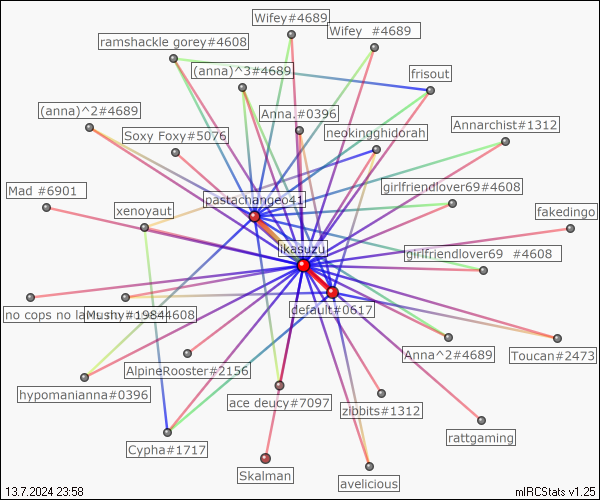 Wifey#4689
Wifey  #4689
ramshackle gorey#4608
(anna)^3#4689
frisout
(anna)^2#4689
Anna.#0396
Soxy Foxy#5076
neokingghidorah
Annarchist#1312
Mad #6901
pastachangeo41
girlfriendlover69#4608
xenoyaut
fakedingo
ikasuzu
girlfriendlover69  #4608
no cops no
default#0617
Anna^2#4689
Toucan#2473
AlpineRooster#2156
hypomanianna#0396
ace deucy#7097
zibbits#1312
Cypha#1717
rattgaming
Skalman
avelicious
13.7.2024 23:58
mIRCStats v1.25